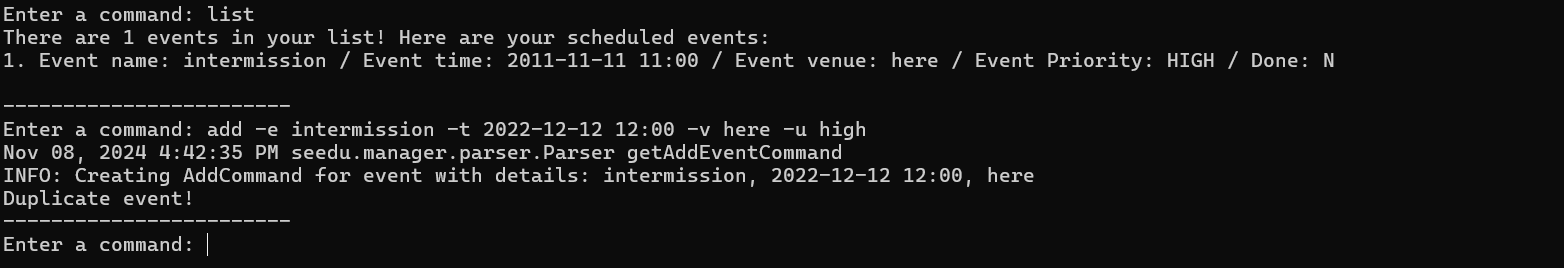 Enter a command: list
There are 1 events in your list! Here are your scheduled events:
1. Event name: intermission / Event time: 2011-11-11 11:00 / Event venue: here / Event Priority: HIGH / Done: N
------------------------
Enter a command: add -e intermission -t 2022-12-12 12:00 -v here -u high
Nov 08, 2024 4:42:35 PM seedu.manager.parser.Parser getAddEventCommand
INFO: Creating AddCommand for event with details: intermission, 2022-12-12 12:00, here
Duplicate event!
------------------------
Enter a command: